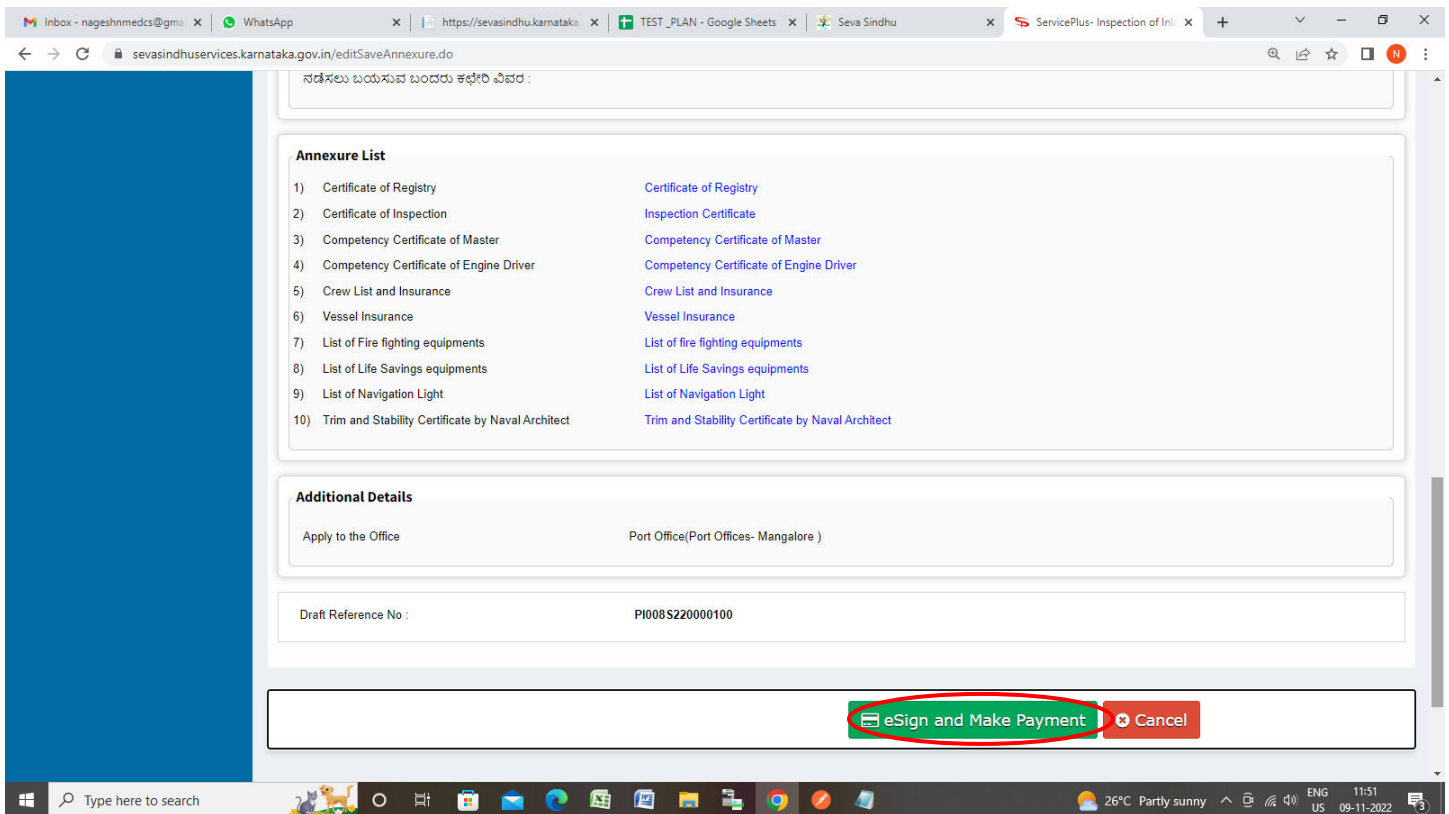 Inbox - nageshnmedcs@gma
WhatsApp
https://sevasindhu.karnataka.
TEST _PLAN - Google Sheets
Seva Sindhu
ServicePlus- Inspection of Inl
sevasindhuservices.karnataka.gov.in/editSaveAnnexure.do
N
ನಡೆಸಲು ಬಯಸುವ ಬಂದರು ಕಛೇರಿ ವಿವರ :
Annexure List
1) Certificate of Registry Certificate of Registry
2) Certificate of Inspection Inspection Certificate
3) Competency Certificate of Master Competency Certificate of Master
4) Competency Certificate of Engine Driver Competency Certificate of Engine Driver
5) Crew List and Insurance Crew List and Insurance
6) Vessel Insurance Vessel Insurance
7) List of Fire fighting equipments List of fire fighting equipments
8) List of Life Savings equipments List of Life Savings equipments
9) List of Navigation Light List of Navigation Light
10) Trim and Stability Certificate by Naval Architect Trim and Stability Certificate by Naval Architect
Additional Details
Apply to the Office Port Office(Port Offices- Mangalore )
Draft Reference No : PI008S220000100
eSign and Make Payment Cancel
Type here to search
26°C Partly sunny
ENG
US
11:51
09-11-2022
3